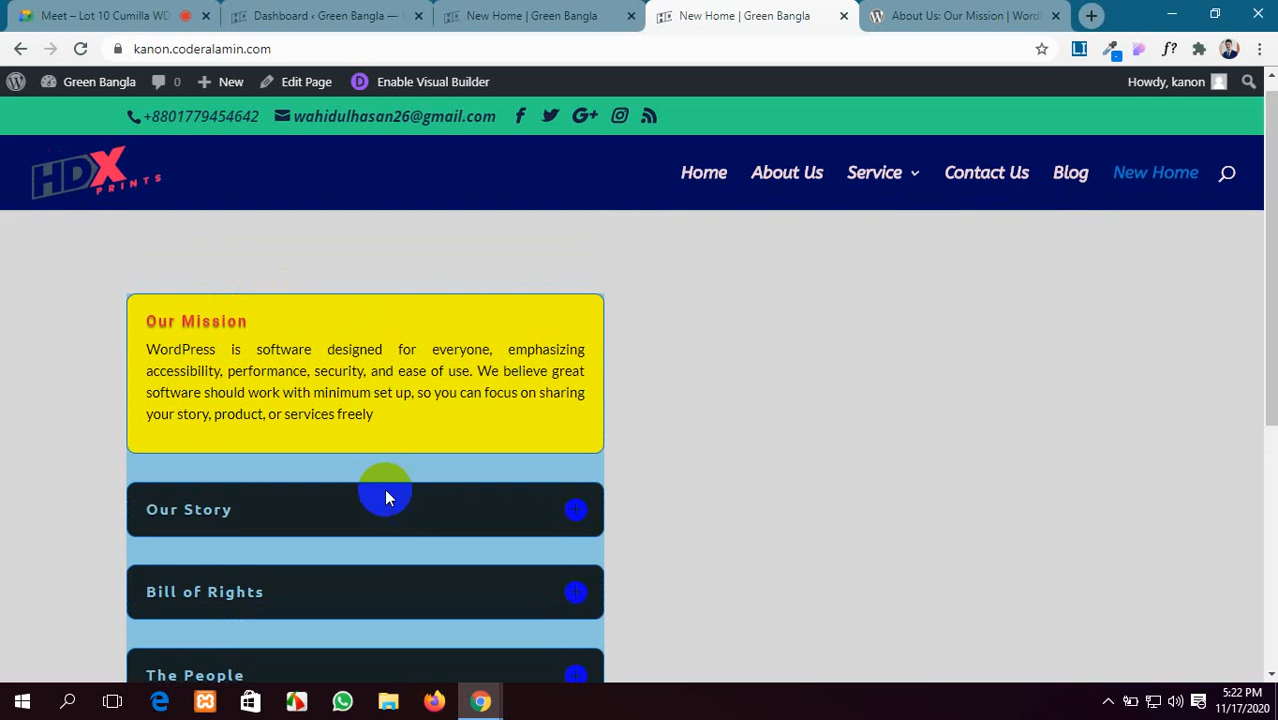 Meet – Lot 10 Cumilla WD
Dashboard ‹ Green Bangla —
New Home | Green Bangla
New Home | Green Bangla
About Us: Our Mission | Word
kanon.coderalamin.com
Green Bangla 0 New Edit Page Enable Visual Builder Howdy, kanon
+8801779454642 wahidulhasan26@gmail.com
HDX PRINTS
Home About Us Service Contact Us Blog New Home
Our Mission
WordPress is software designed for everyone, emphasizing
accessibility, performance, security, and ease of use. We believe great
software should work with minimum set up, so you can focus on sharing
your story, product, or services freely
Our Story
Bill of Rights
The People
5:22 PM
11/17/2020